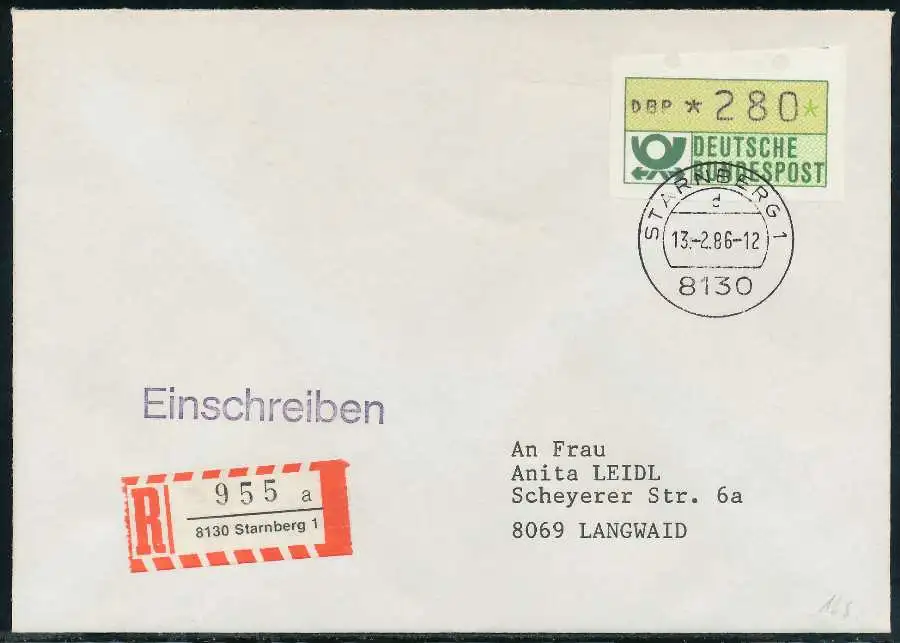 DBP * 280*
DEUTSCHE
BUNDESPOST
STARNBERG 1
d
13.-2.86-12
8130
Einschreiben
R 955 a
8130 Starnberg 1
An Frau
Anita LEIDL
Scheyerer Str. 6a
8069 LANGWAID